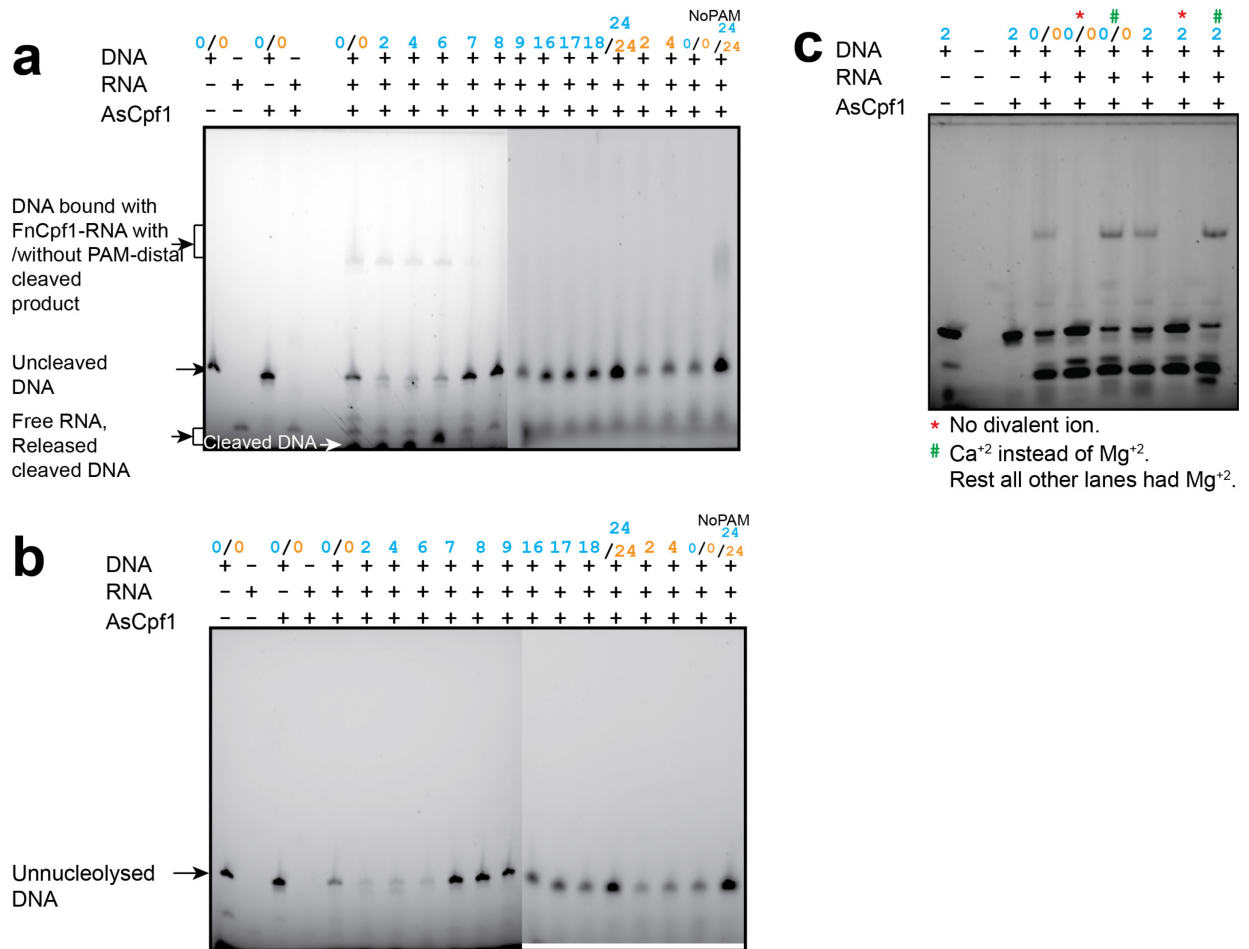 a
NoPAM
24
24
0/0 0/0 0/0 2 4 6 7 8 9 16 17 18 /24 2 4 0/0 /24
DNA + - + - + + + + + + + + + + + + + + +
RNA - + - + + + + + + + + + + + + + + + +
AsCpf1 - - + + + + + + + + + + + + + + + + +
DNA bound with
FnCpf1-RNA with
/without PAM-distal
cleaved
product
Uncleaved
DNA
Free RNA,
Released
cleaved DNA
Cleaved DNA
b
NoPAM
24
24
0/0 0/0 0/0 2 4 6 7 8 9 16 17 18 /24 2 4 0/0 /24
DNA + - + - + + + + + + + + + + + + + + +
RNA - + - + + + + + + + + + + + + + + + +
AsCpf1 - - + + + + + + + + + + + + + + + + +
Unnucleolysed
DNA
c
* # * #
2 2 0/0 0/0 0/0 2 2 2
DNA + - + + + + + + +
RNA - - - + + + + + +
AsCpf1 - - + + + + + + +
* No divalent ion.
# Ca+2 instead of Mg+2.
Rest all other lanes had Mg+2.